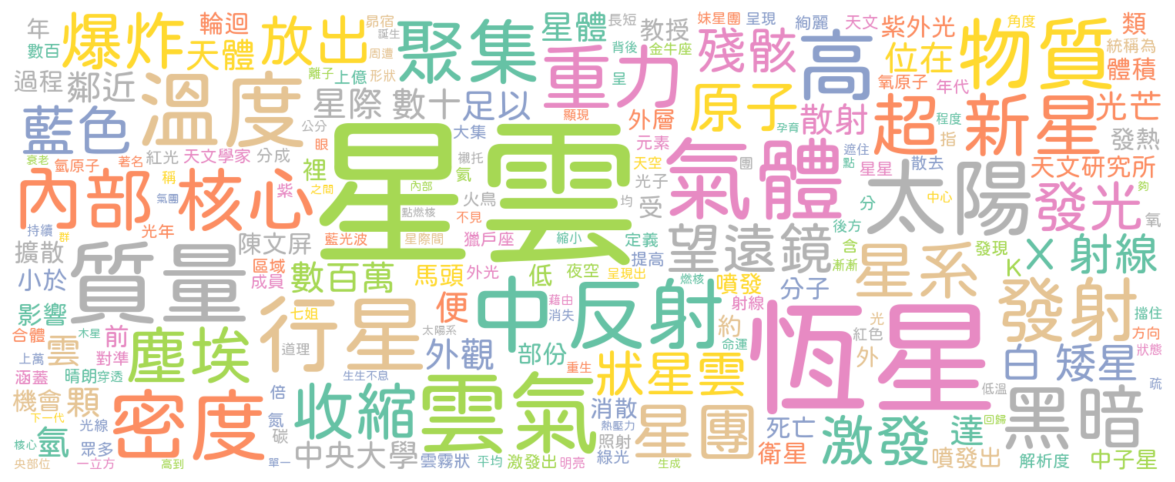 年
數百
爆炸
輪迴
天體
放出
昴宿
誕生
周遭
聚集
星體
長短
背後
教授
金牛座
妹星團
呈現
絢麗
天文
紫外光
類
角度
統稱為
物質
體積
過程
鄰近
溫度
離子
上億
形狀
星際
數十
足以
呈
重力
殘骸
位在
高
氧原子
年代
藍色
公分
眼
大集
襯托
顯現
外層
元素
原子
孕育
散射
遮住
程度
指
超
新星
光芒
發熱
衰老
氫原子
著名
紅光
天文學家
分成
裡
星雲
氦
光子
天空
團
點
星星
散去
天文研究所
稱
紫
內部
核心
氣團
之間
內部
點燃核
火鳥
不見
受
均
氣體
分
太陽
中心
發光
夠
氧
持續
群
光年
藍光波
星際間
獵戶座
縮小
定義
後方
擴散
陳文屏
望遠鏡
含
發現
X
射線
小於
質量
區域
成員
數百萬
馬頭
外光
低
夜空
提高
呈現出
燃核
噴發
漸漸
星系
K
分子
影響
七姐
行星
便
中
藉由
消失
反射
射線
約
發射
擋住
合體
雲
前
木星
道理
太陽系
命運
光
紅色
方向
上萬
對準
塵埃
外觀
部份
恆星
外
白
矮星
狀態
涵蓋
晴朗
穿透
生生不息
重生
狀星雲
低溫
疏
機會
顆
密度
倍
收縮
雲氣
消散
熱壓力
星團
死亡
激發
達
回歸
黑暗
下一代
氫
光線
氮
碳
照射
綠光
核心
眾多
中央大學
雲霧狀
平均
激發出
明亮
生成
衛星
噴發出
解析度
中子星
央部位
一立方
高到
單一